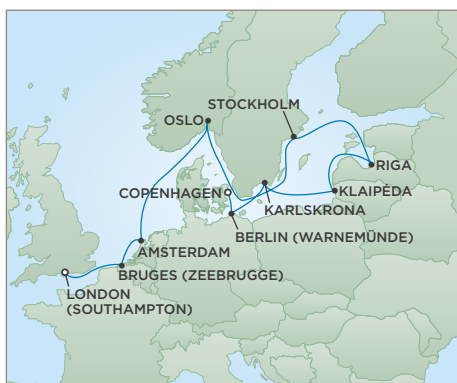 STOCKHOLM
OSLO
RIGA
COPENHAGEN
KLAIPĖDA
KARLSKRONA
BERLIN (WARNEMÜNDE)
AMSTERDAM
BRUGES (ZEEBRUGGE)
LONDON
(SOUTHAMPTON)